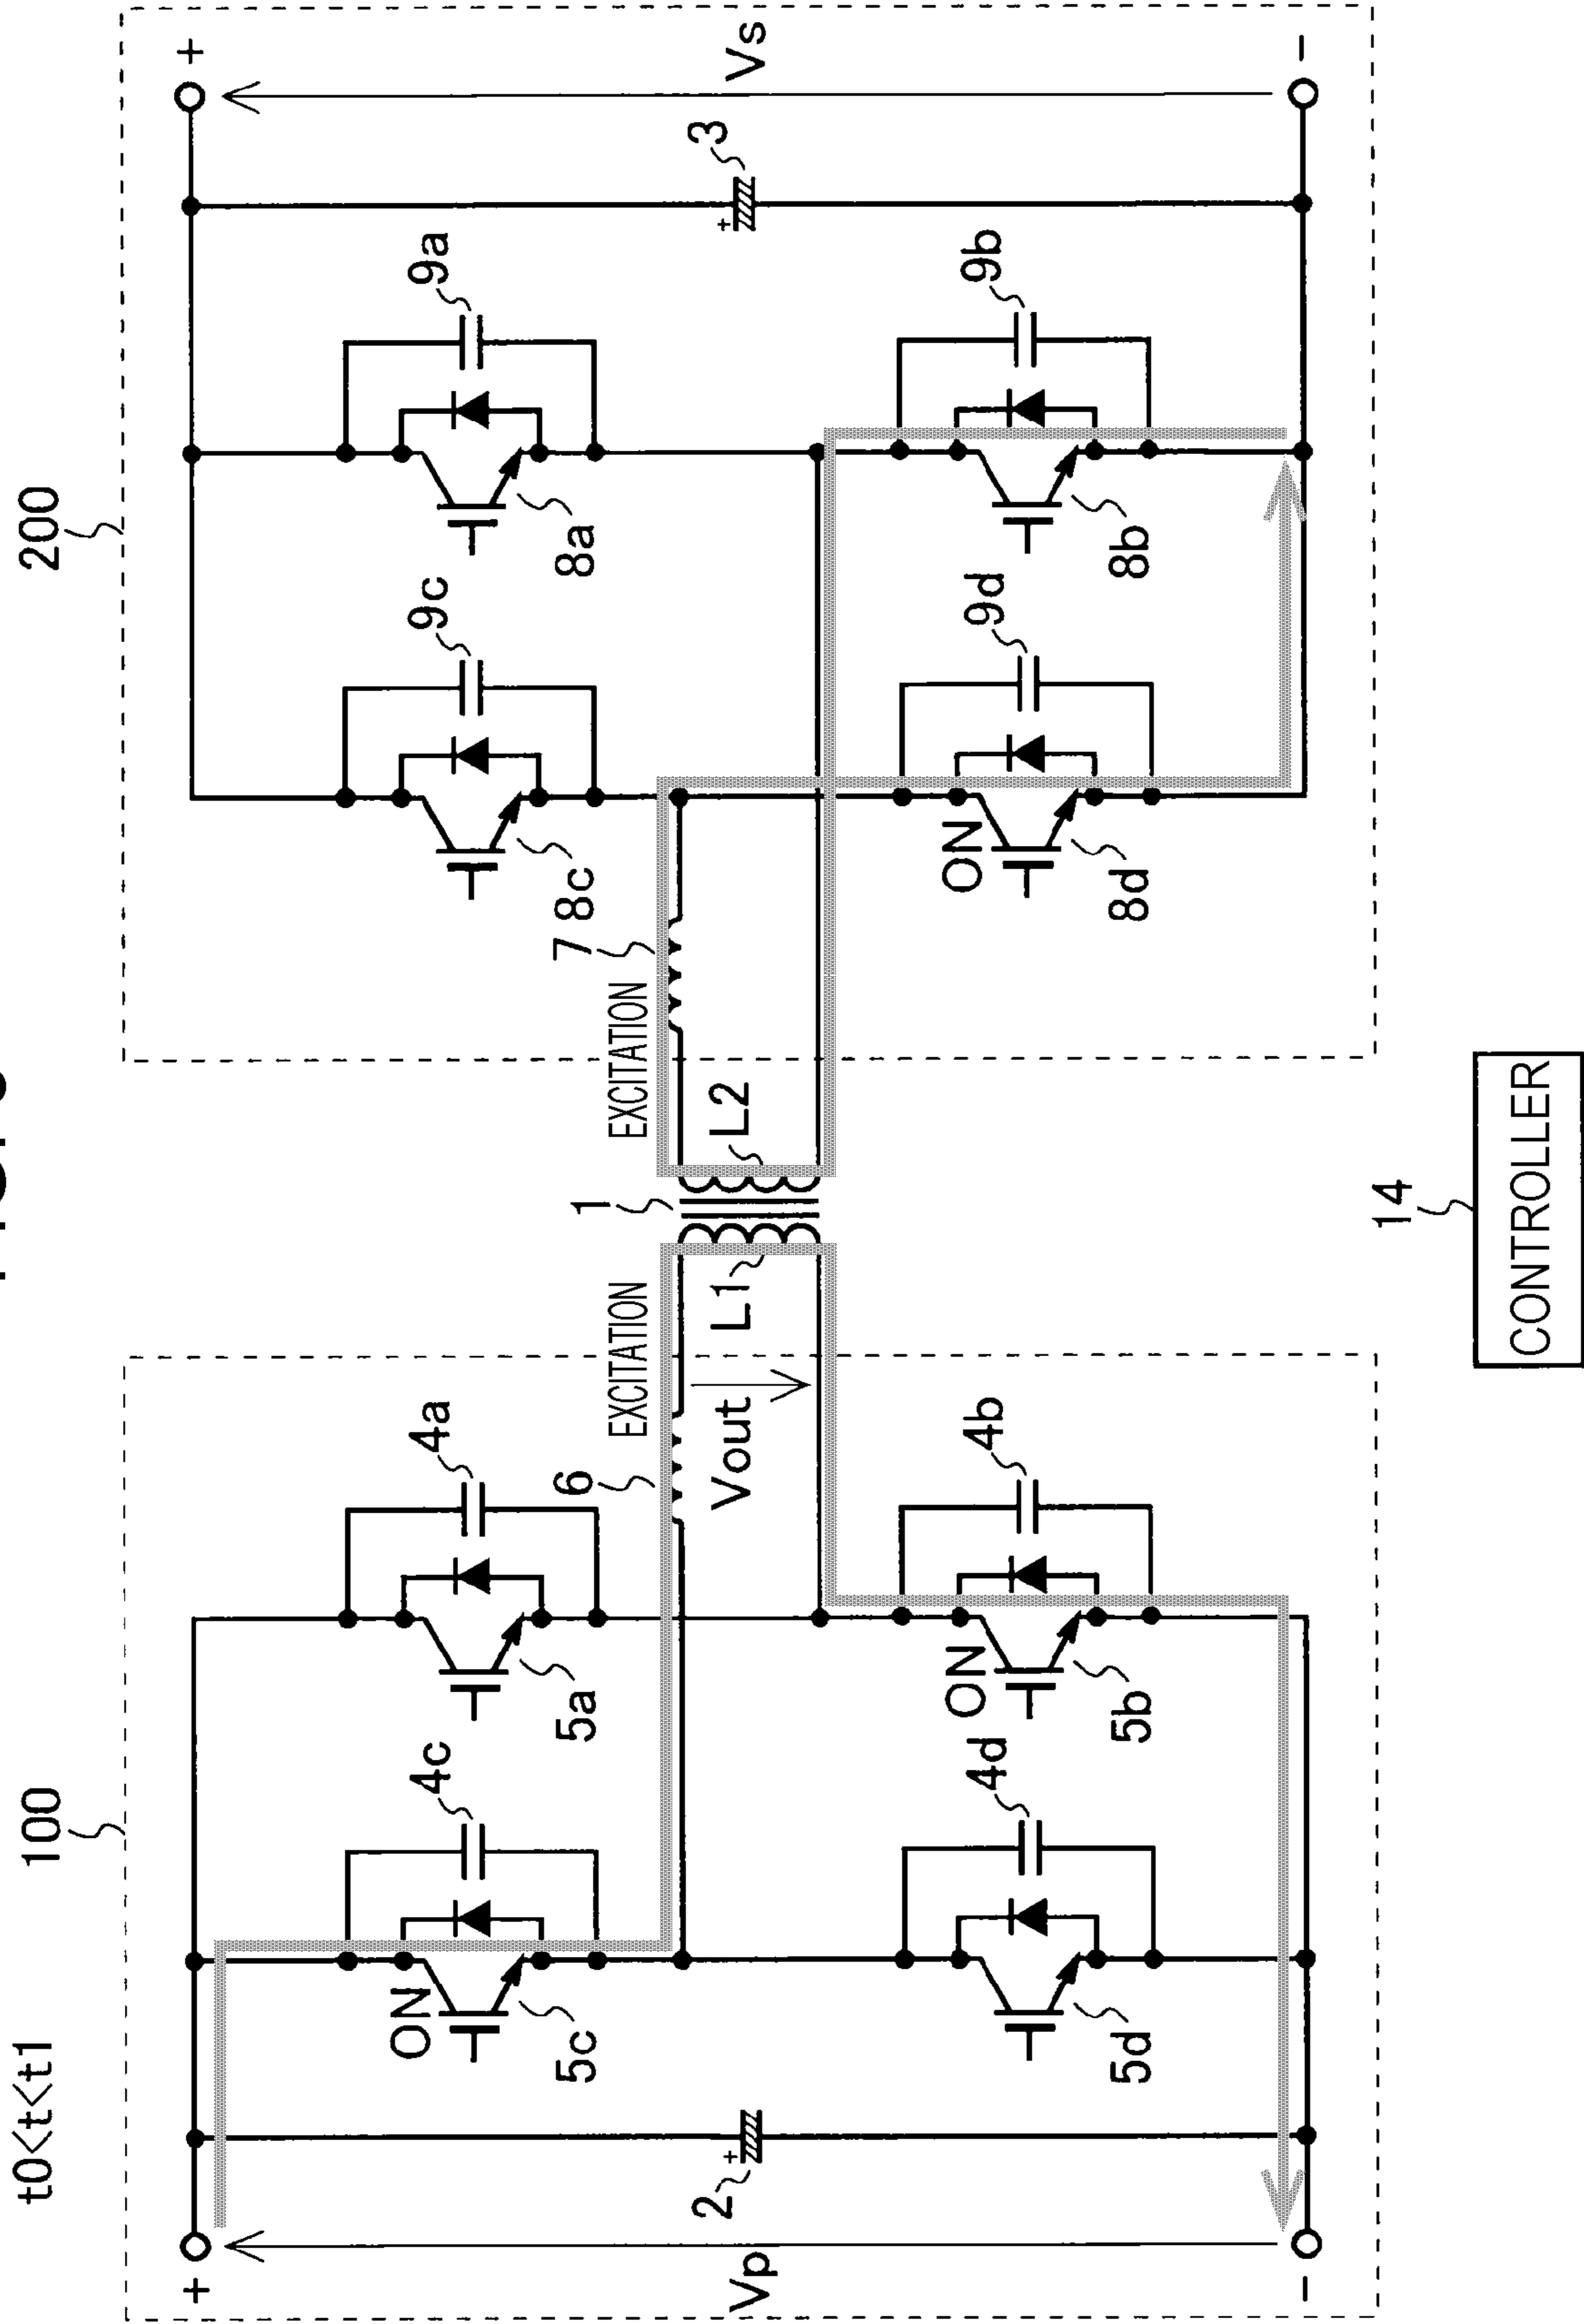 t0<t<t1
100
200
+
Vp
-
2
+
ON
5c
4c
5a
4a
5d
4d
ON
5b
4b
6
EXCITATION
Vout
L1
1
L2
EXCITATION
7
8c
9c
8a
9a
ON
8d
9d
8b
9b
3
+
+
Vs
-
14
CONTROLLER